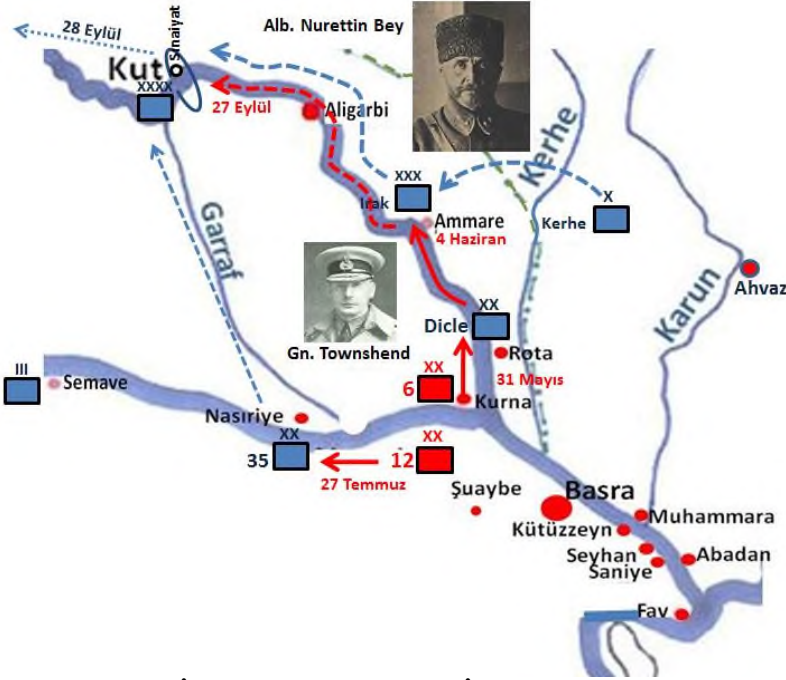 28 Eylül
Sinaiyat
Alb. Nurettin Bey
Kut
XXXX
27 Eylül
Aligarbi
Kerhe
XXX
Irak
X
Kerhe
Ammare
4 Haziran
Garraf
Karun
Ahvaz
XX
Dicle
Gn. Townshend
Rota
XX
6
31 Mayıs
Kurna
III
Semave
Nasıriye
XX
35
XX
12
27 Temmuz
Şuaybe
Basra
Muhammara
Kütüzzeyn
Seyhan
Abadan
Saniye
Fav